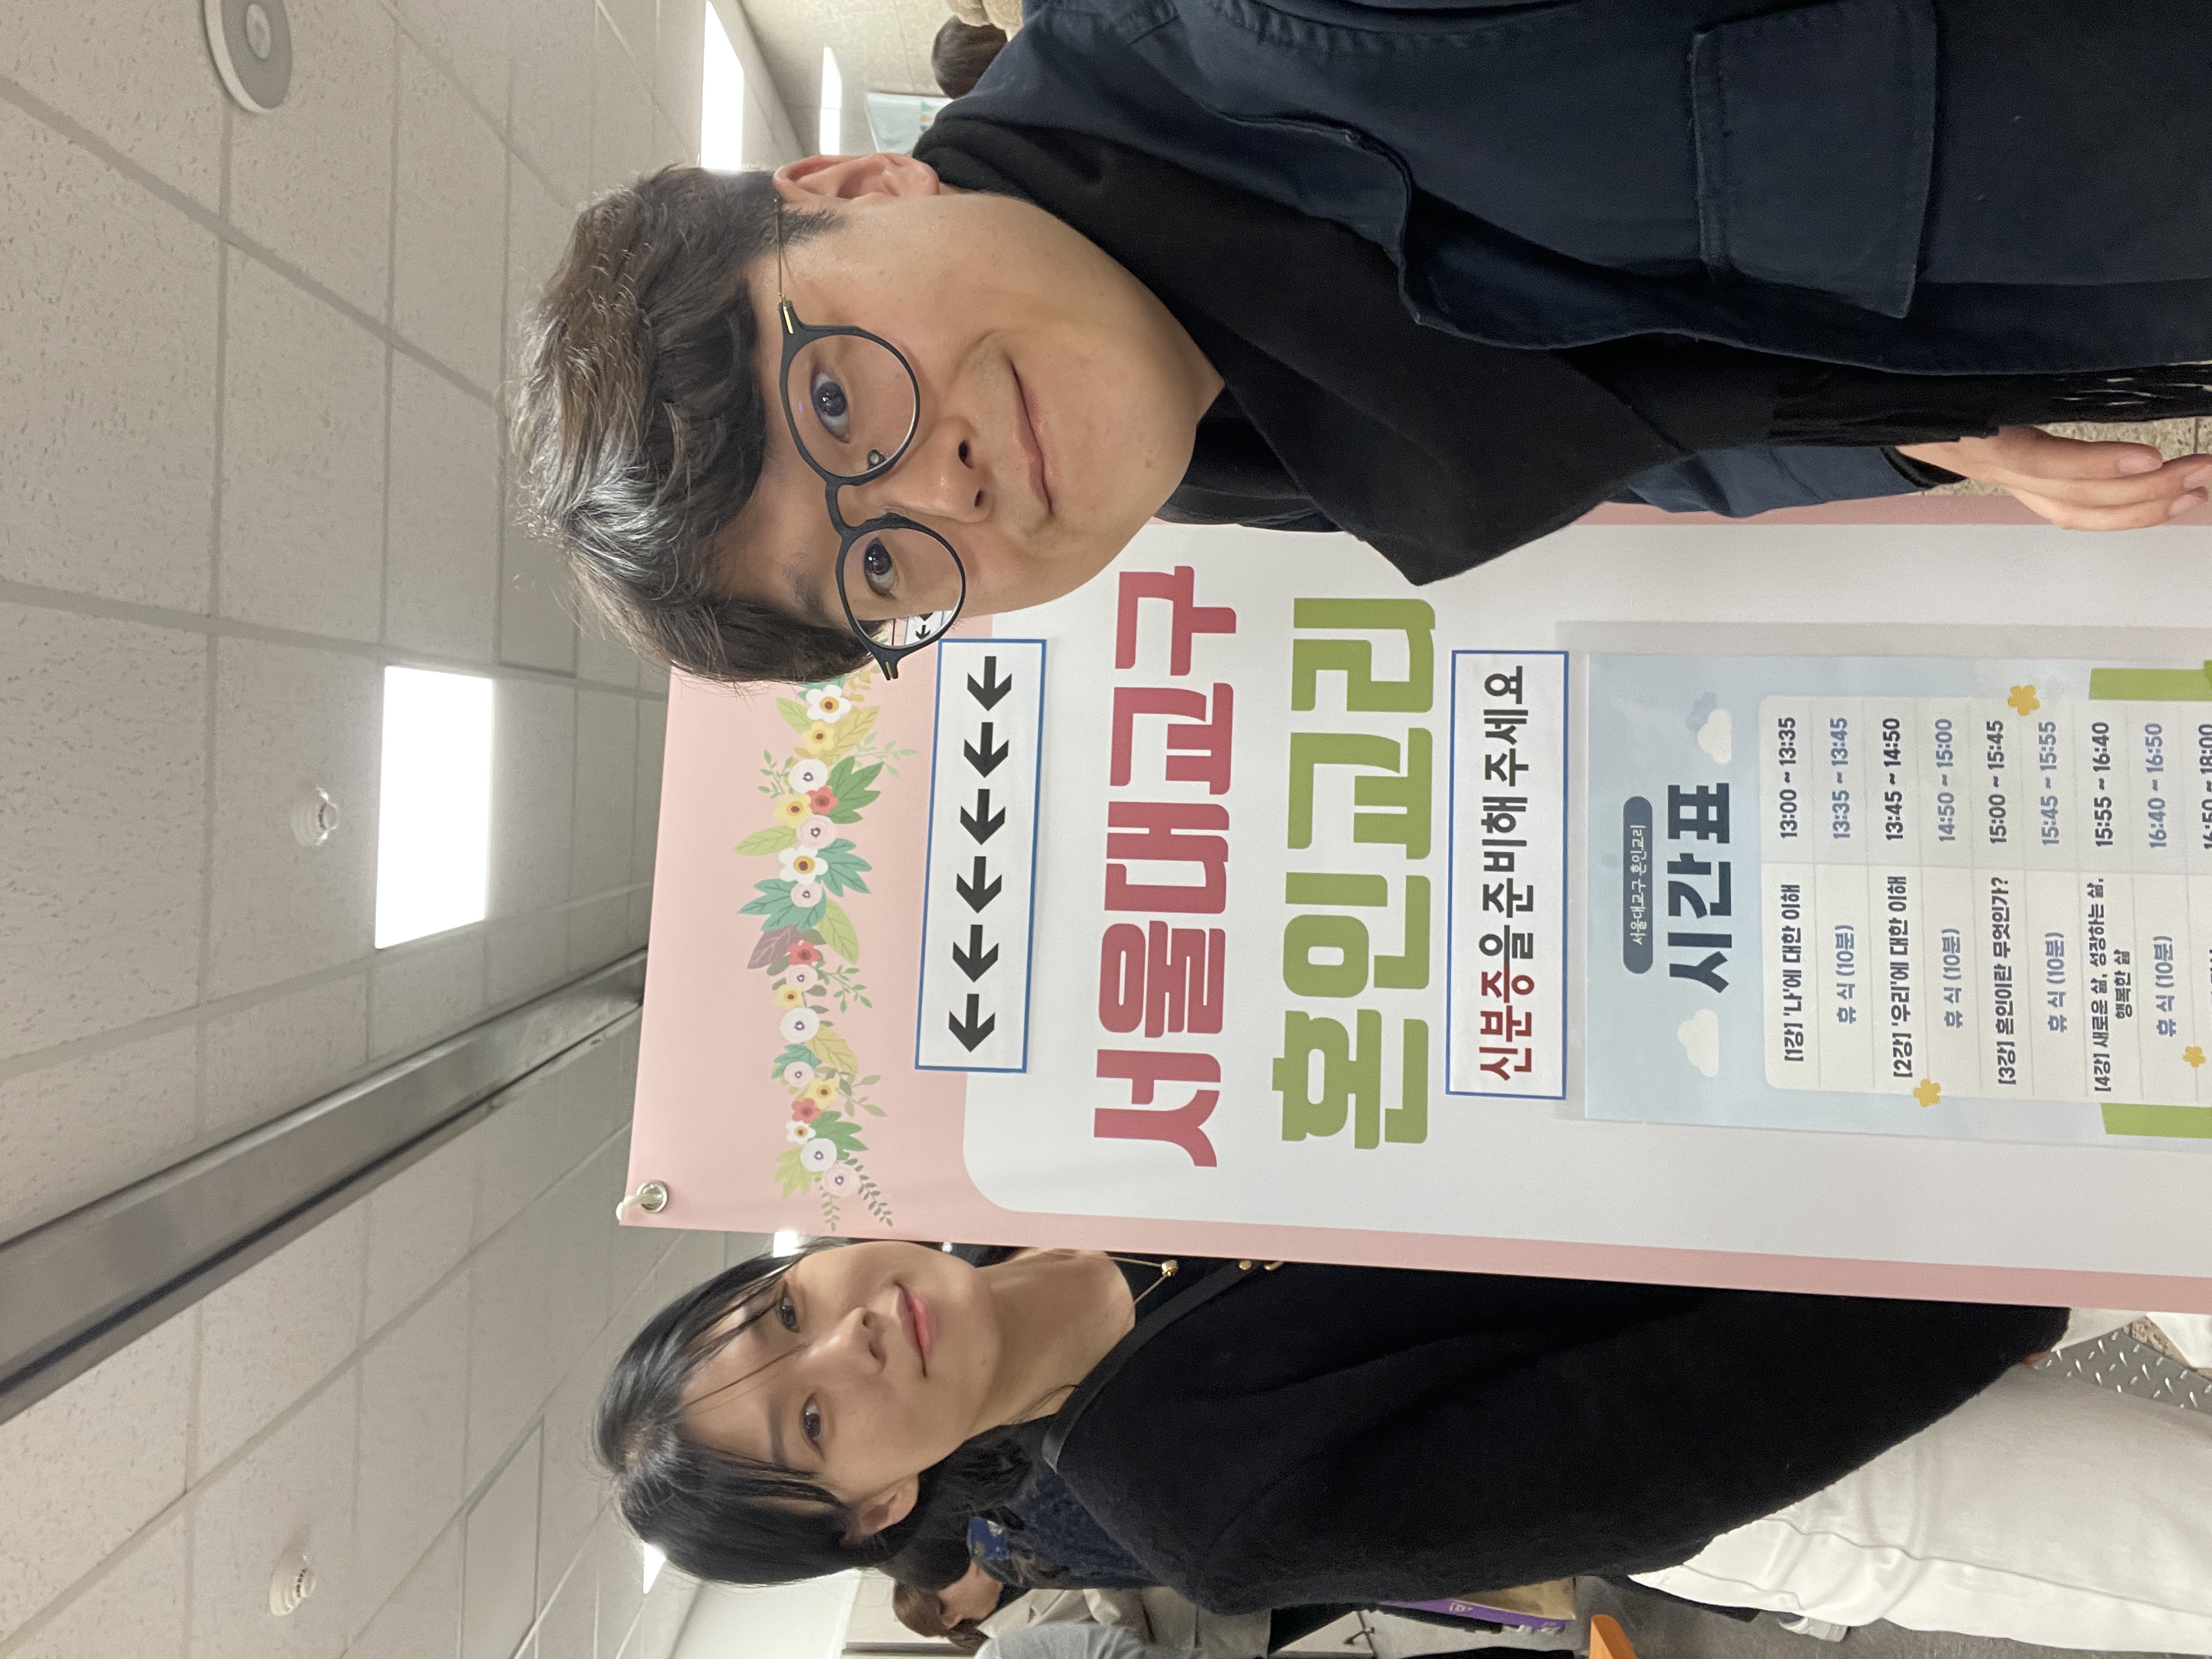 ←←←←←←
서울대교구
혼인교리
신분증을 준비해 주세요
서울대교구 혼인교리
시간표
[1강] '나'에 대한 이해 13:00 ~ 13:35
휴 식 (10분) 13:35 ~ 13:45
[2강] '우리'에 대한 이해 13:45 ~ 14:50
휴 식 (10분) 14:50 ~ 15:00
[3강] 혼인이란 무엇인가? 15:00 ~ 15:45
휴 식 (10분) 15:45 ~ 15:55
[4강] 새로운 삶, 성장하는 삶,
행복한 삶 15:55 ~ 16:40
휴 식 (10분) 16:40 ~ 16:50
16:50 ~ 18:00